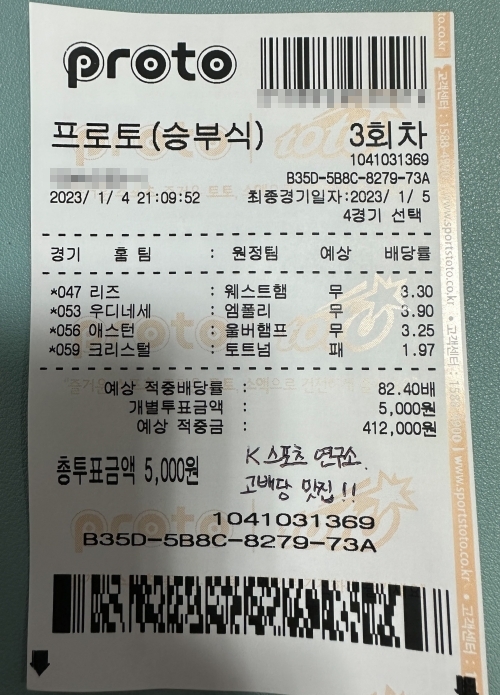 proto
프로토(승부식) 3회차
1041031369
B35D-5B8C-8279-73A
2023/ 1/ 4 21:09:52 최종경기일자:2023/ 1/ 5
4경기 선택
경기 홈 팀 : 원정팀 예상 배당률
*047 리즈 : 웨스트햄 무 3.30
*053 우디네세 : 엠폴리 무 3.90
*056 애스턴 : 울버햄프 무 3.25
*059 크리스털 : 토트넘 패 1.97
예상 적중배당률 : 82.40배
개별투표금액 : 5,000원
예상 적중금 : 412,000원
총투표금액 5,000원
K스포츠 연구소.
고배당 맛집!!
1041031369
B35D-5B8C-8279-73A